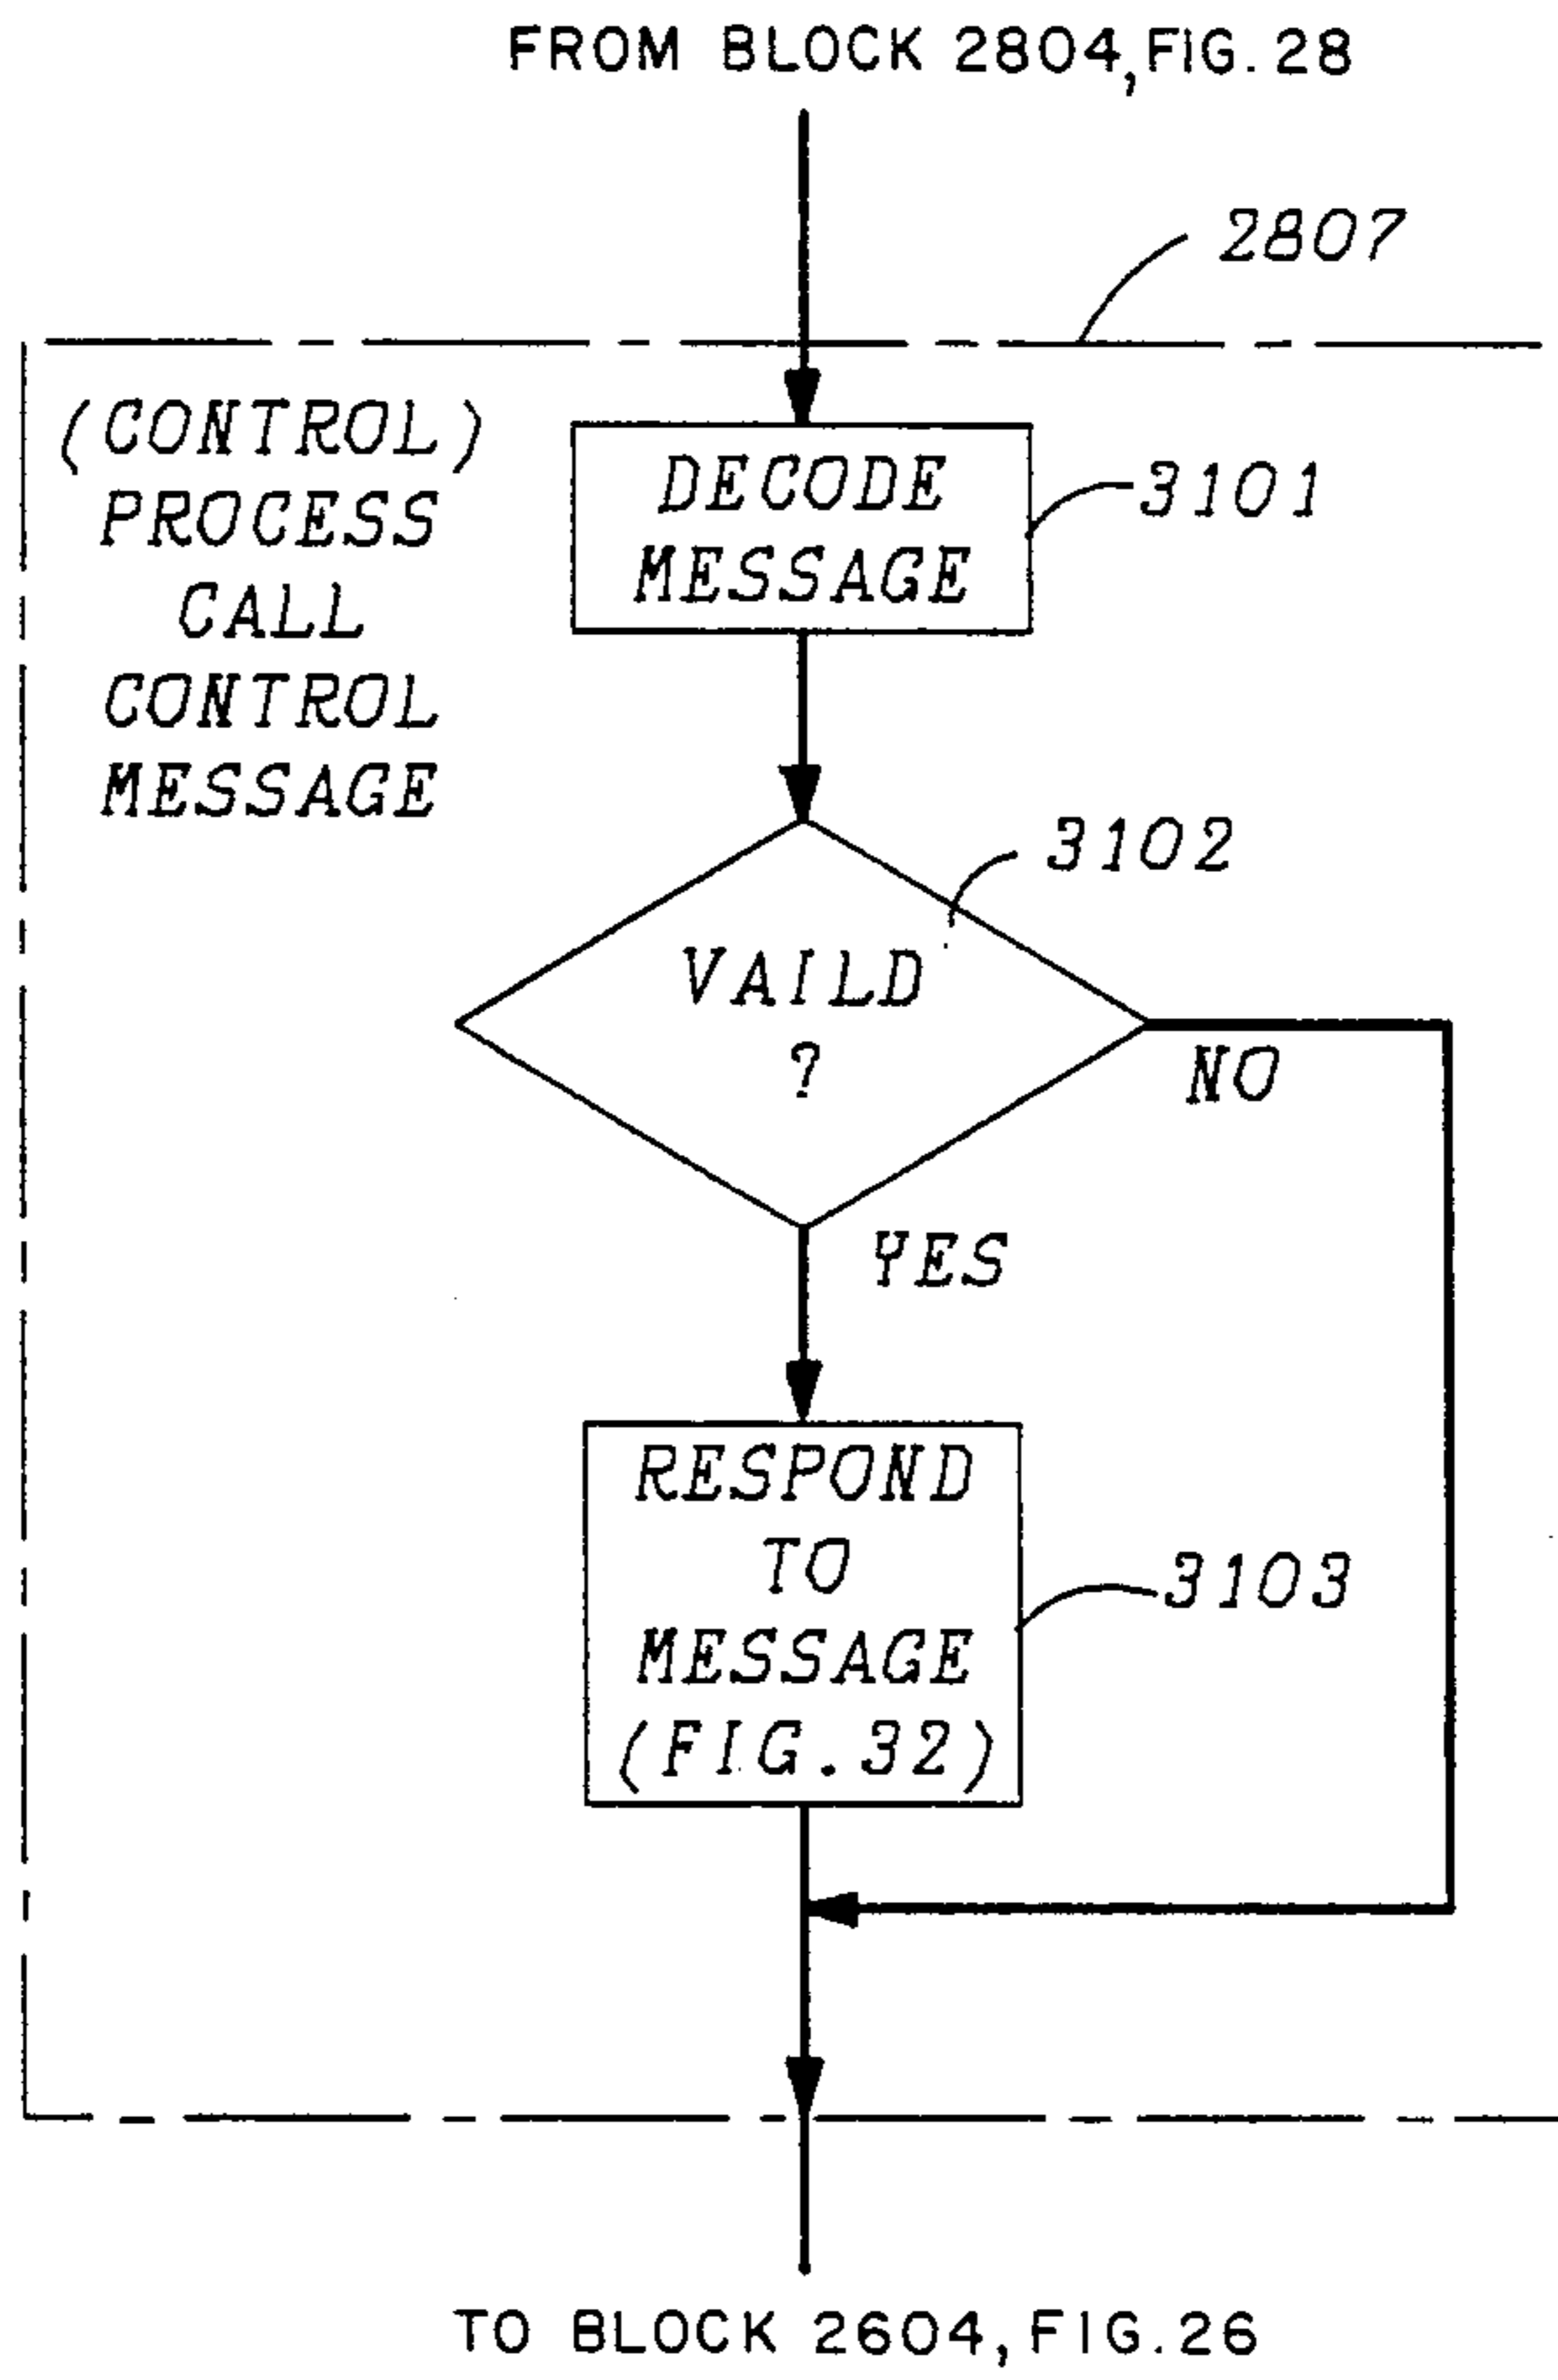 FROM BLOCK 2804, FIG. 28
2807
(CONTROL)
PROCESS
CALL
CONTROL
MESSAGE
DECODE
MESSAGE
3101
3102
VAILD
?
NO
YES
RESPOND
TO
MESSAGE
(FIG. 32)
3103
TO BLOCK 2604, FIG. 26